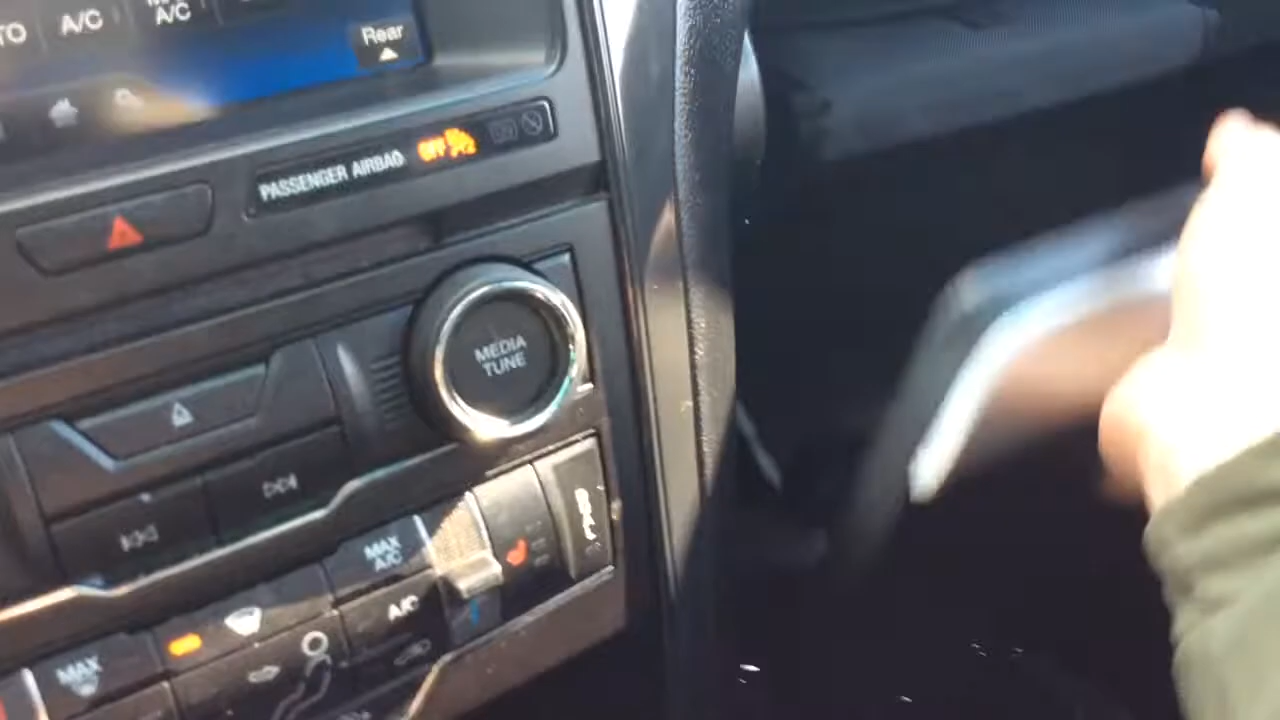 A/C
A/C
Rear
PASSENGER AIRBAG OFF
MEDIA
TUNE
MAX
A/C
A/C
MAX